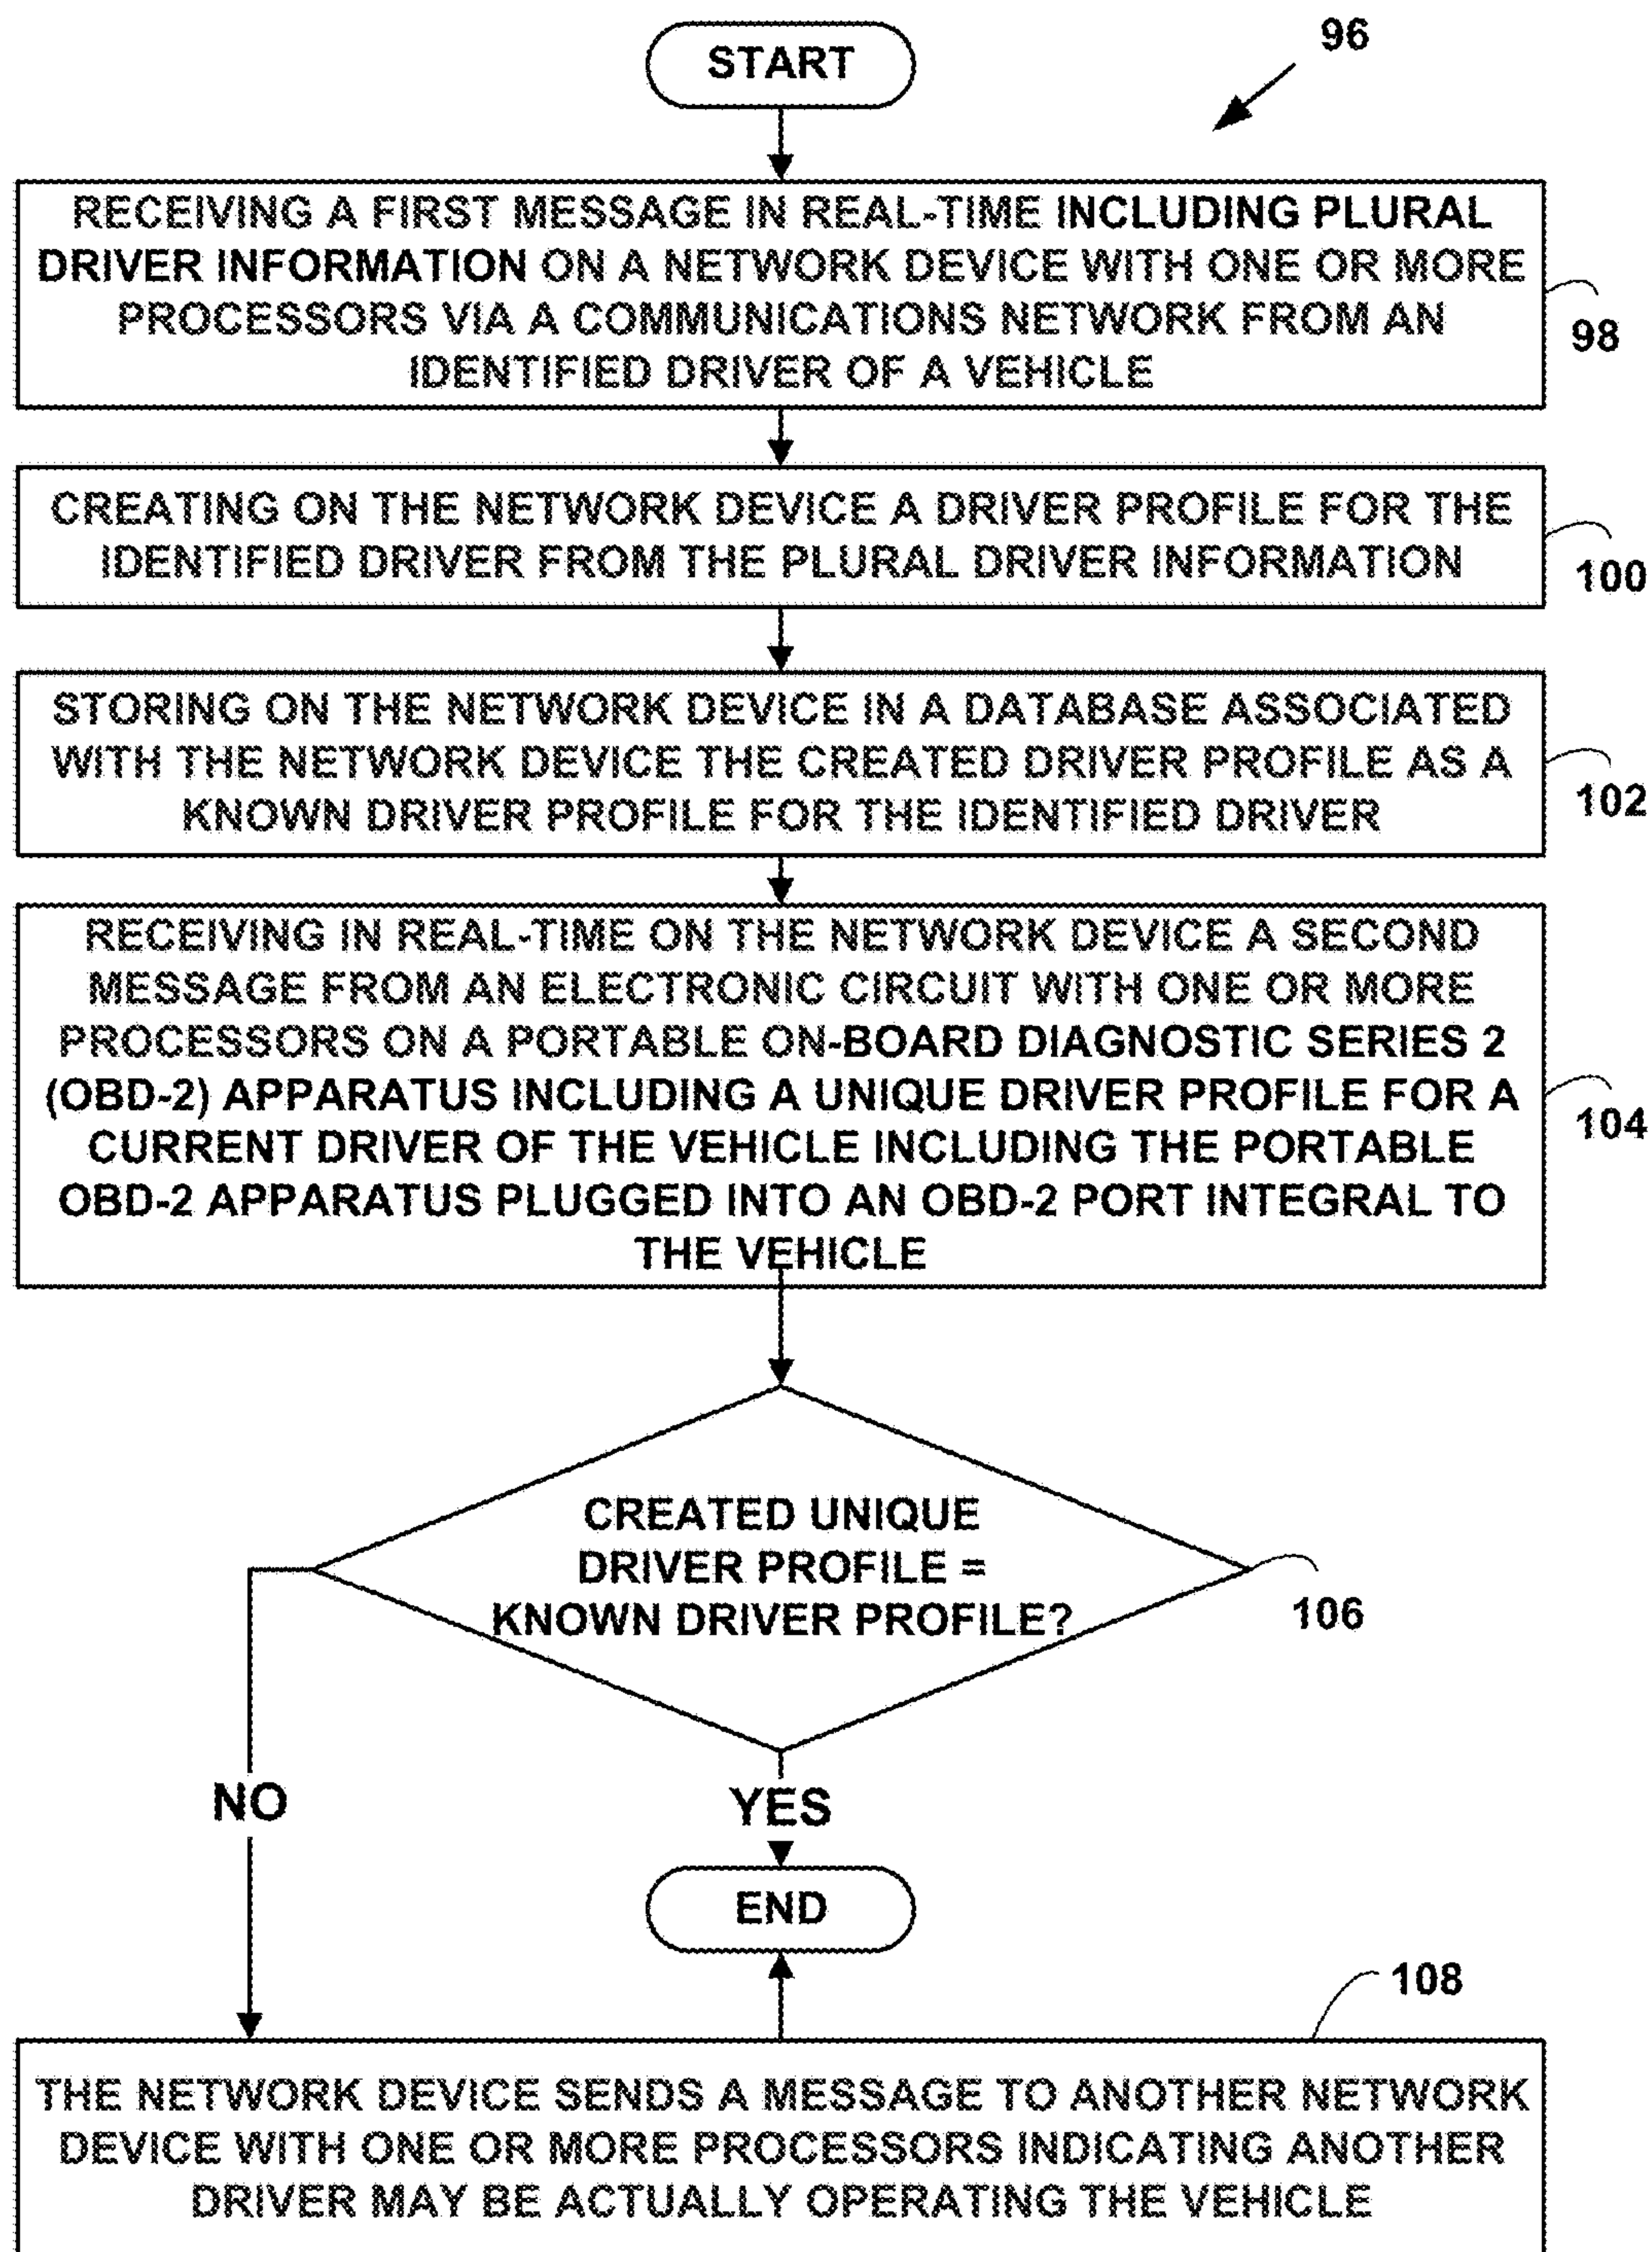 START
96
RECEIVING A FIRST MESSAGE IN REAL-TIME INCLUDING PLURAL
DRIVER INFORMATION ON A NETWORK DEVICE WITH ONE OR MORE
PROCESSORS VIA A COMMUNICATIONS NETWORK FROM AN
IDENTIFIED DRIVER OF A VEHICLE
98
CREATING ON THE NETWORK DEVICE A DRIVER PROFILE FOR THE
IDENTIFIED DRIVER FROM THE PLURAL DRIVER INFORMATION
100
STORING ON THE NETWORK DEVICE IN A DATABASE ASSOCIATED
WITH THE NETWORK DEVICE THE CREATED DRIVER PROFILE AS A
KNOWN DRIVER PROFILE FOR THE IDENTIFIED DRIVER
102
RECEIVING IN REAL-TIME ON THE NETWORK DEVICE A SECOND
MESSAGE FROM AN ELECTRONIC CIRCUIT WITH ONE OR MORE
PROCESSORS ON A PORTABLE ON-BOARD DIAGNOSTIC SERIES 2
(OBD-2) APPARATUS INCLUDING A UNIQUE DRIVER PROFILE FOR A
CURRENT DRIVER OF THE VEHICLE INCLUDING THE PORTABLE
OBD-2 APPARATUS PLUGGED INTO AN OBD-2 PORT INTEGRAL TO
THE VEHICLE
104
CREATED UNIQUE
DRIVER PROFILE =
KNOWN DRIVER PROFILE?
106
NO
YES
END
108
THE NETWORK DEVICE SENDS A MESSAGE TO ANOTHER NETWORK
DEVICE WITH ONE OR MORE PROCESSORS INDICATING ANOTHER
DRIVER MAY BE ACTUALLY OPERATING THE VEHICLE